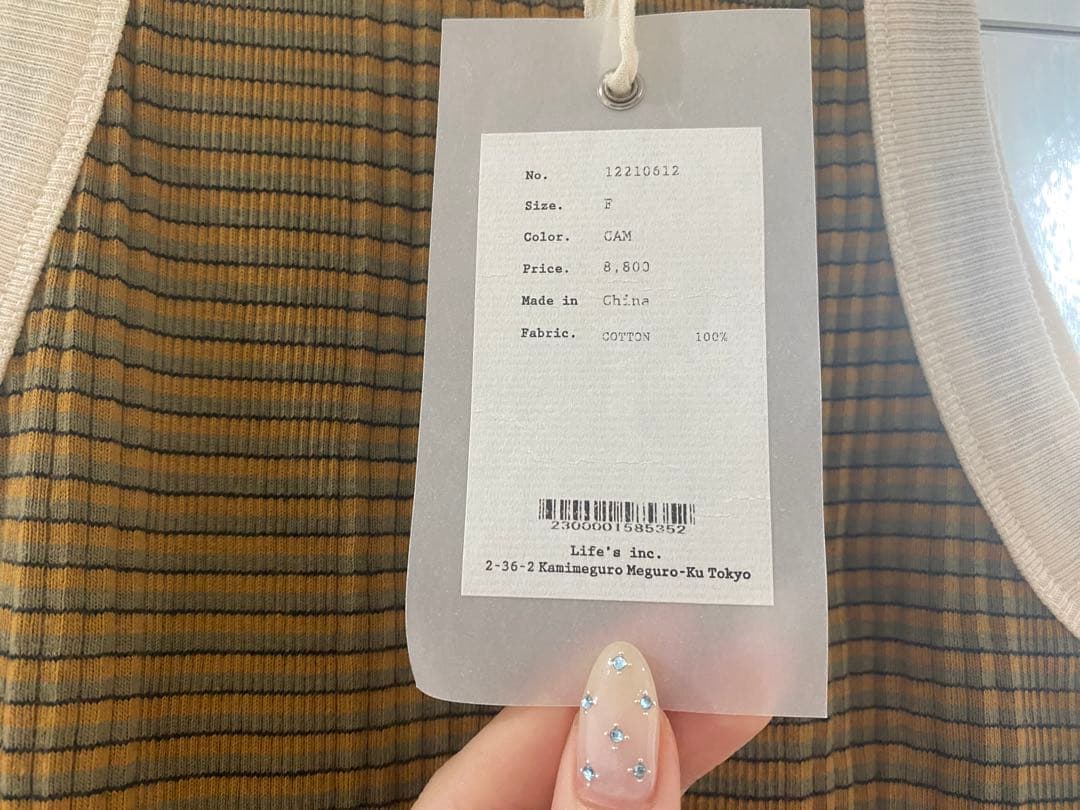 No. 12210612
Size. F
Color. CAM
Price. 8,800
Made in China
Fabric. COTTON 100%
2300001585352
Life's inc.
2-36-2 Kamimeguro Meguro-Ku Tokyo